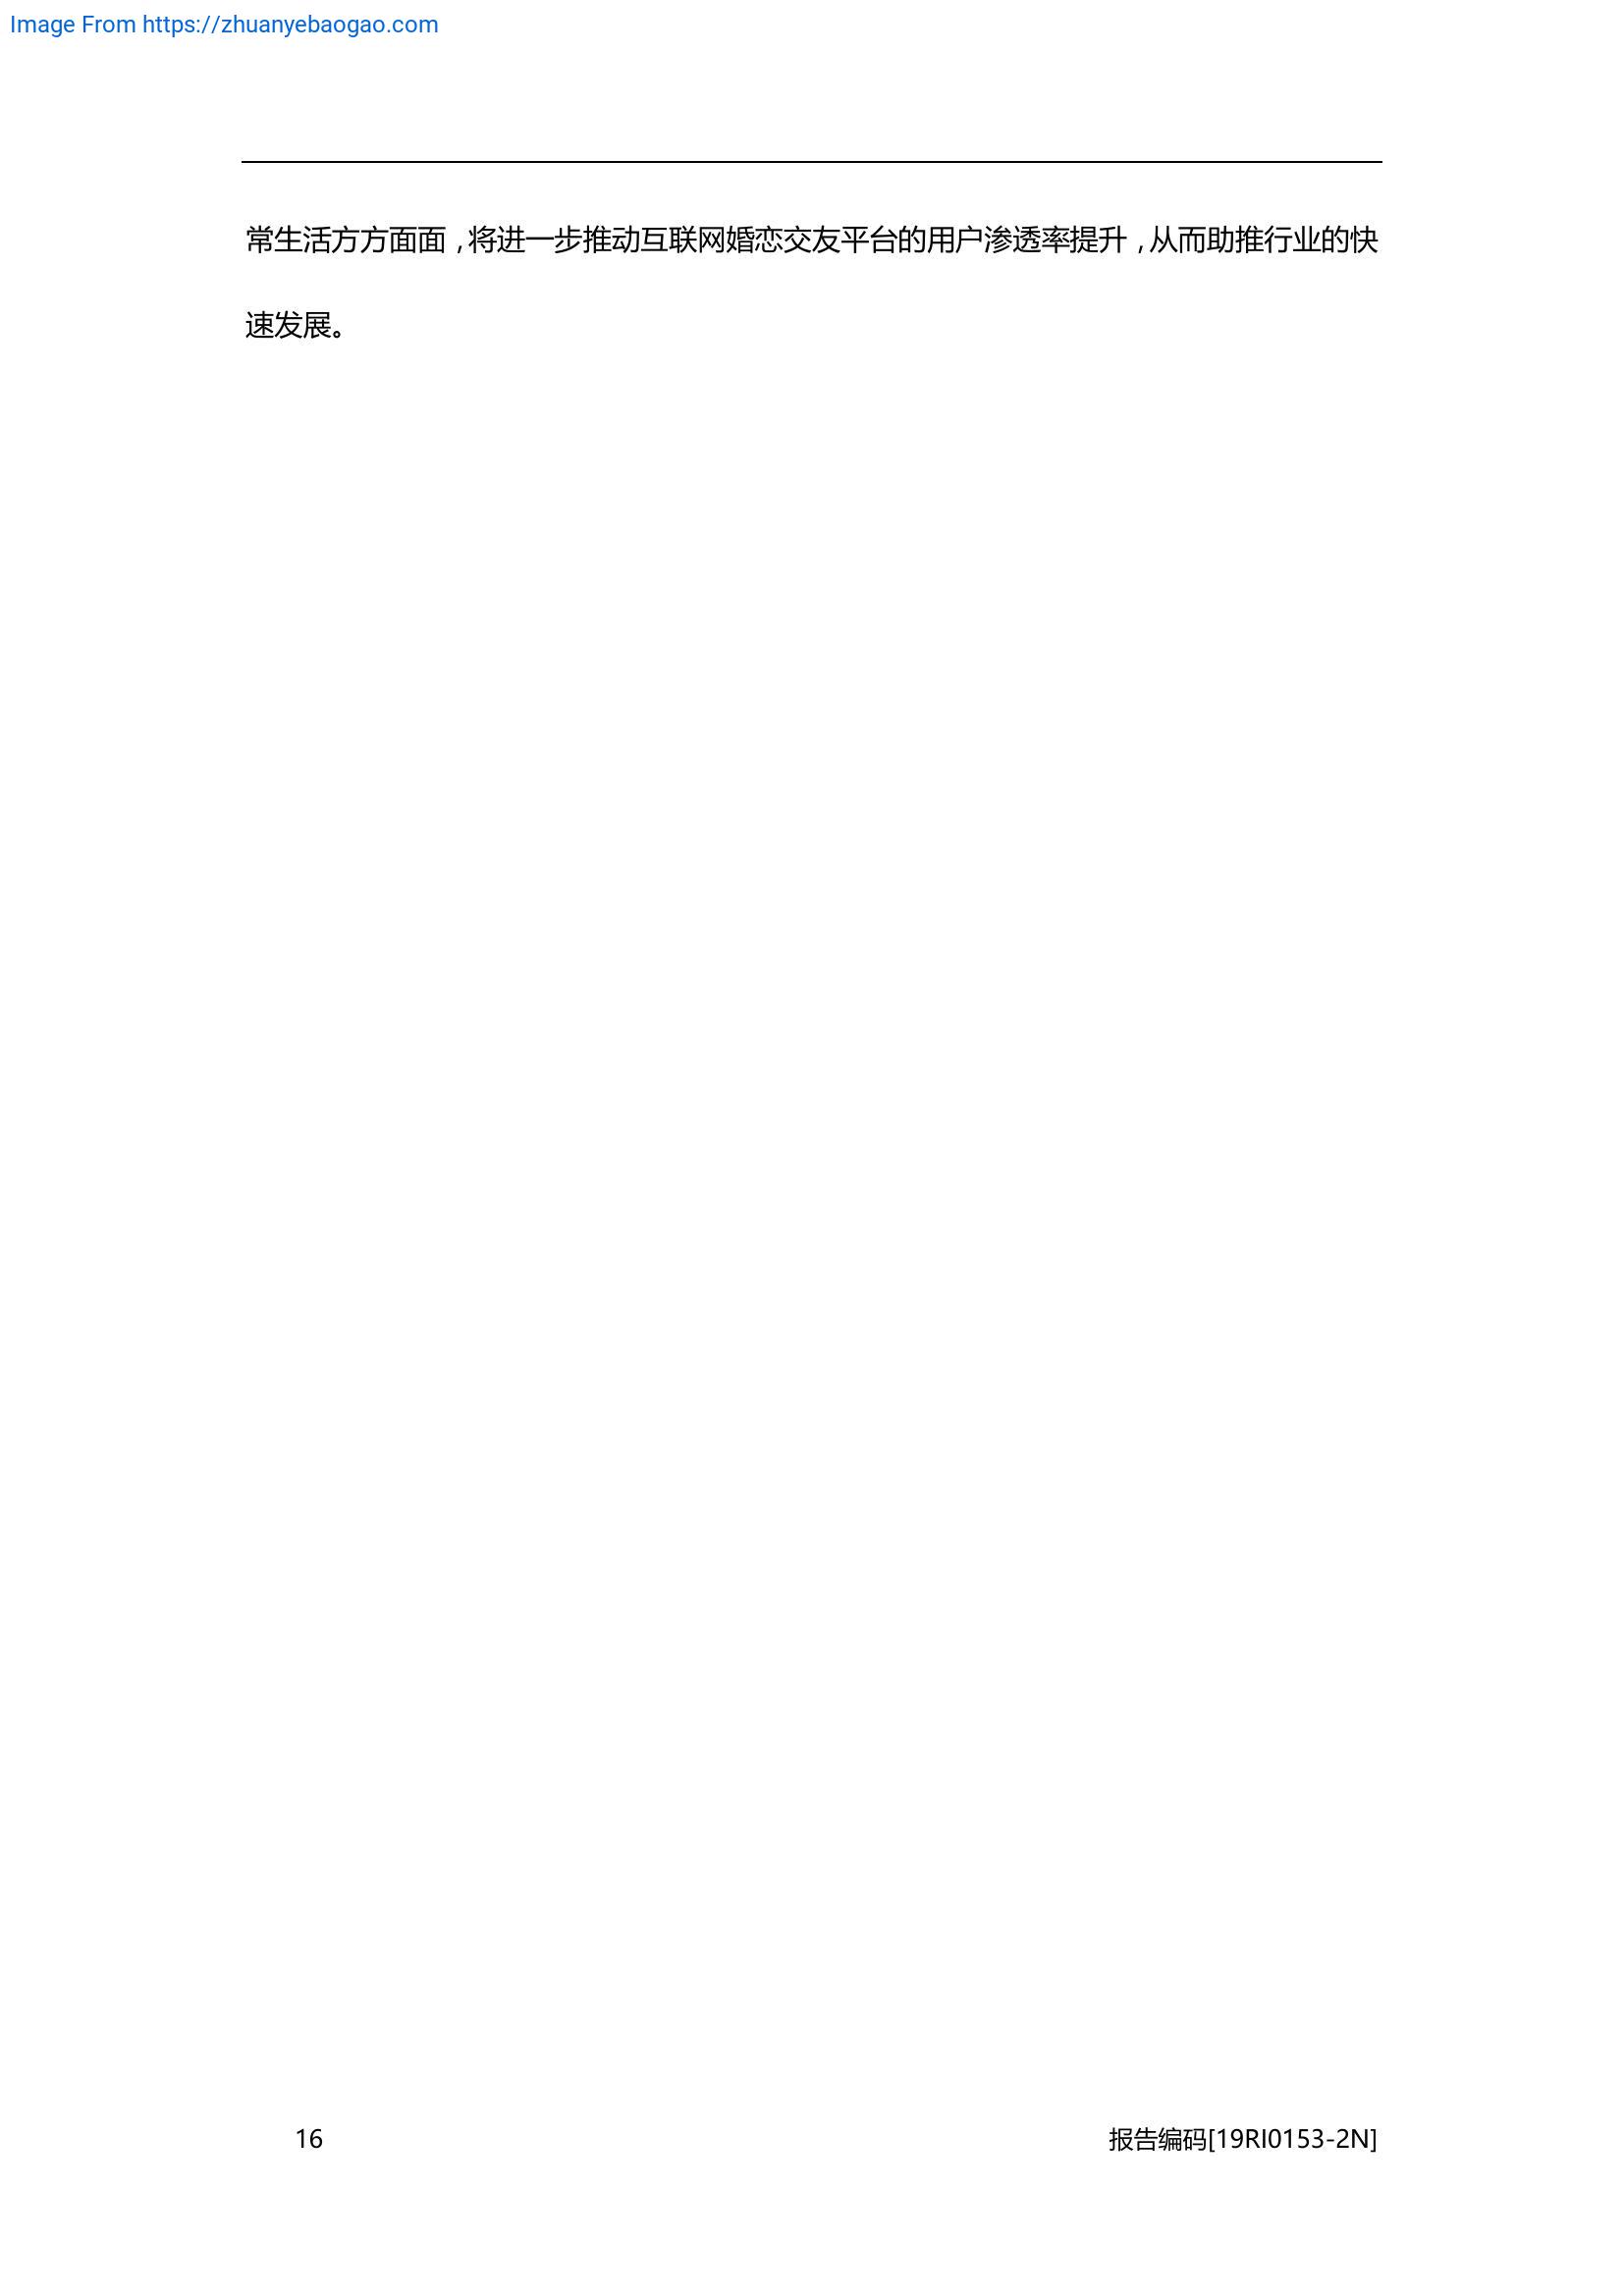 Image From https://zhuanyebaogao.com
常生活方方面面，将进一步推动互联网婚恋交友平台的用户渗透率提升，从而助推行业的快
速发展。
16 报告编码[19RI0153-2N]